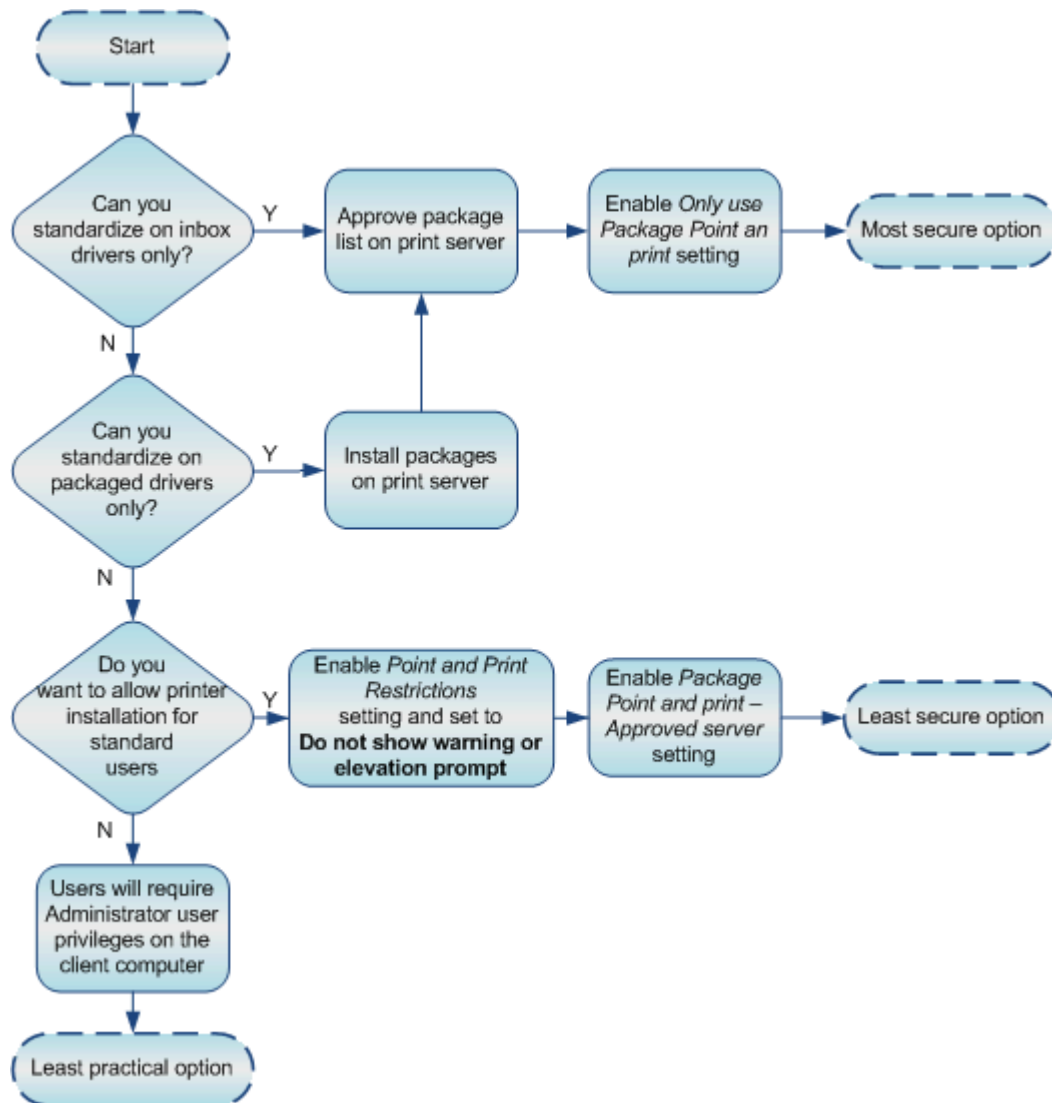 Start
Can you
standardize on inbox
drivers only?
Y
Approve package
list on print server
Enable Only use
Package Point an
print setting
Most secure option
N
Can you
standardize on
packaged drivers
only?
Y
Install packages
on print server
N
Do you
want to allow printer
installation for
standard
users
Y
Enable Point and Print
Restrictions
setting and set to
Do not show warning or
elevation prompt
Enable Package
Point and print –
Approved server
setting
Least secure option
N
Users will require
Administrator user
privileges on the
client computer
Least practical option